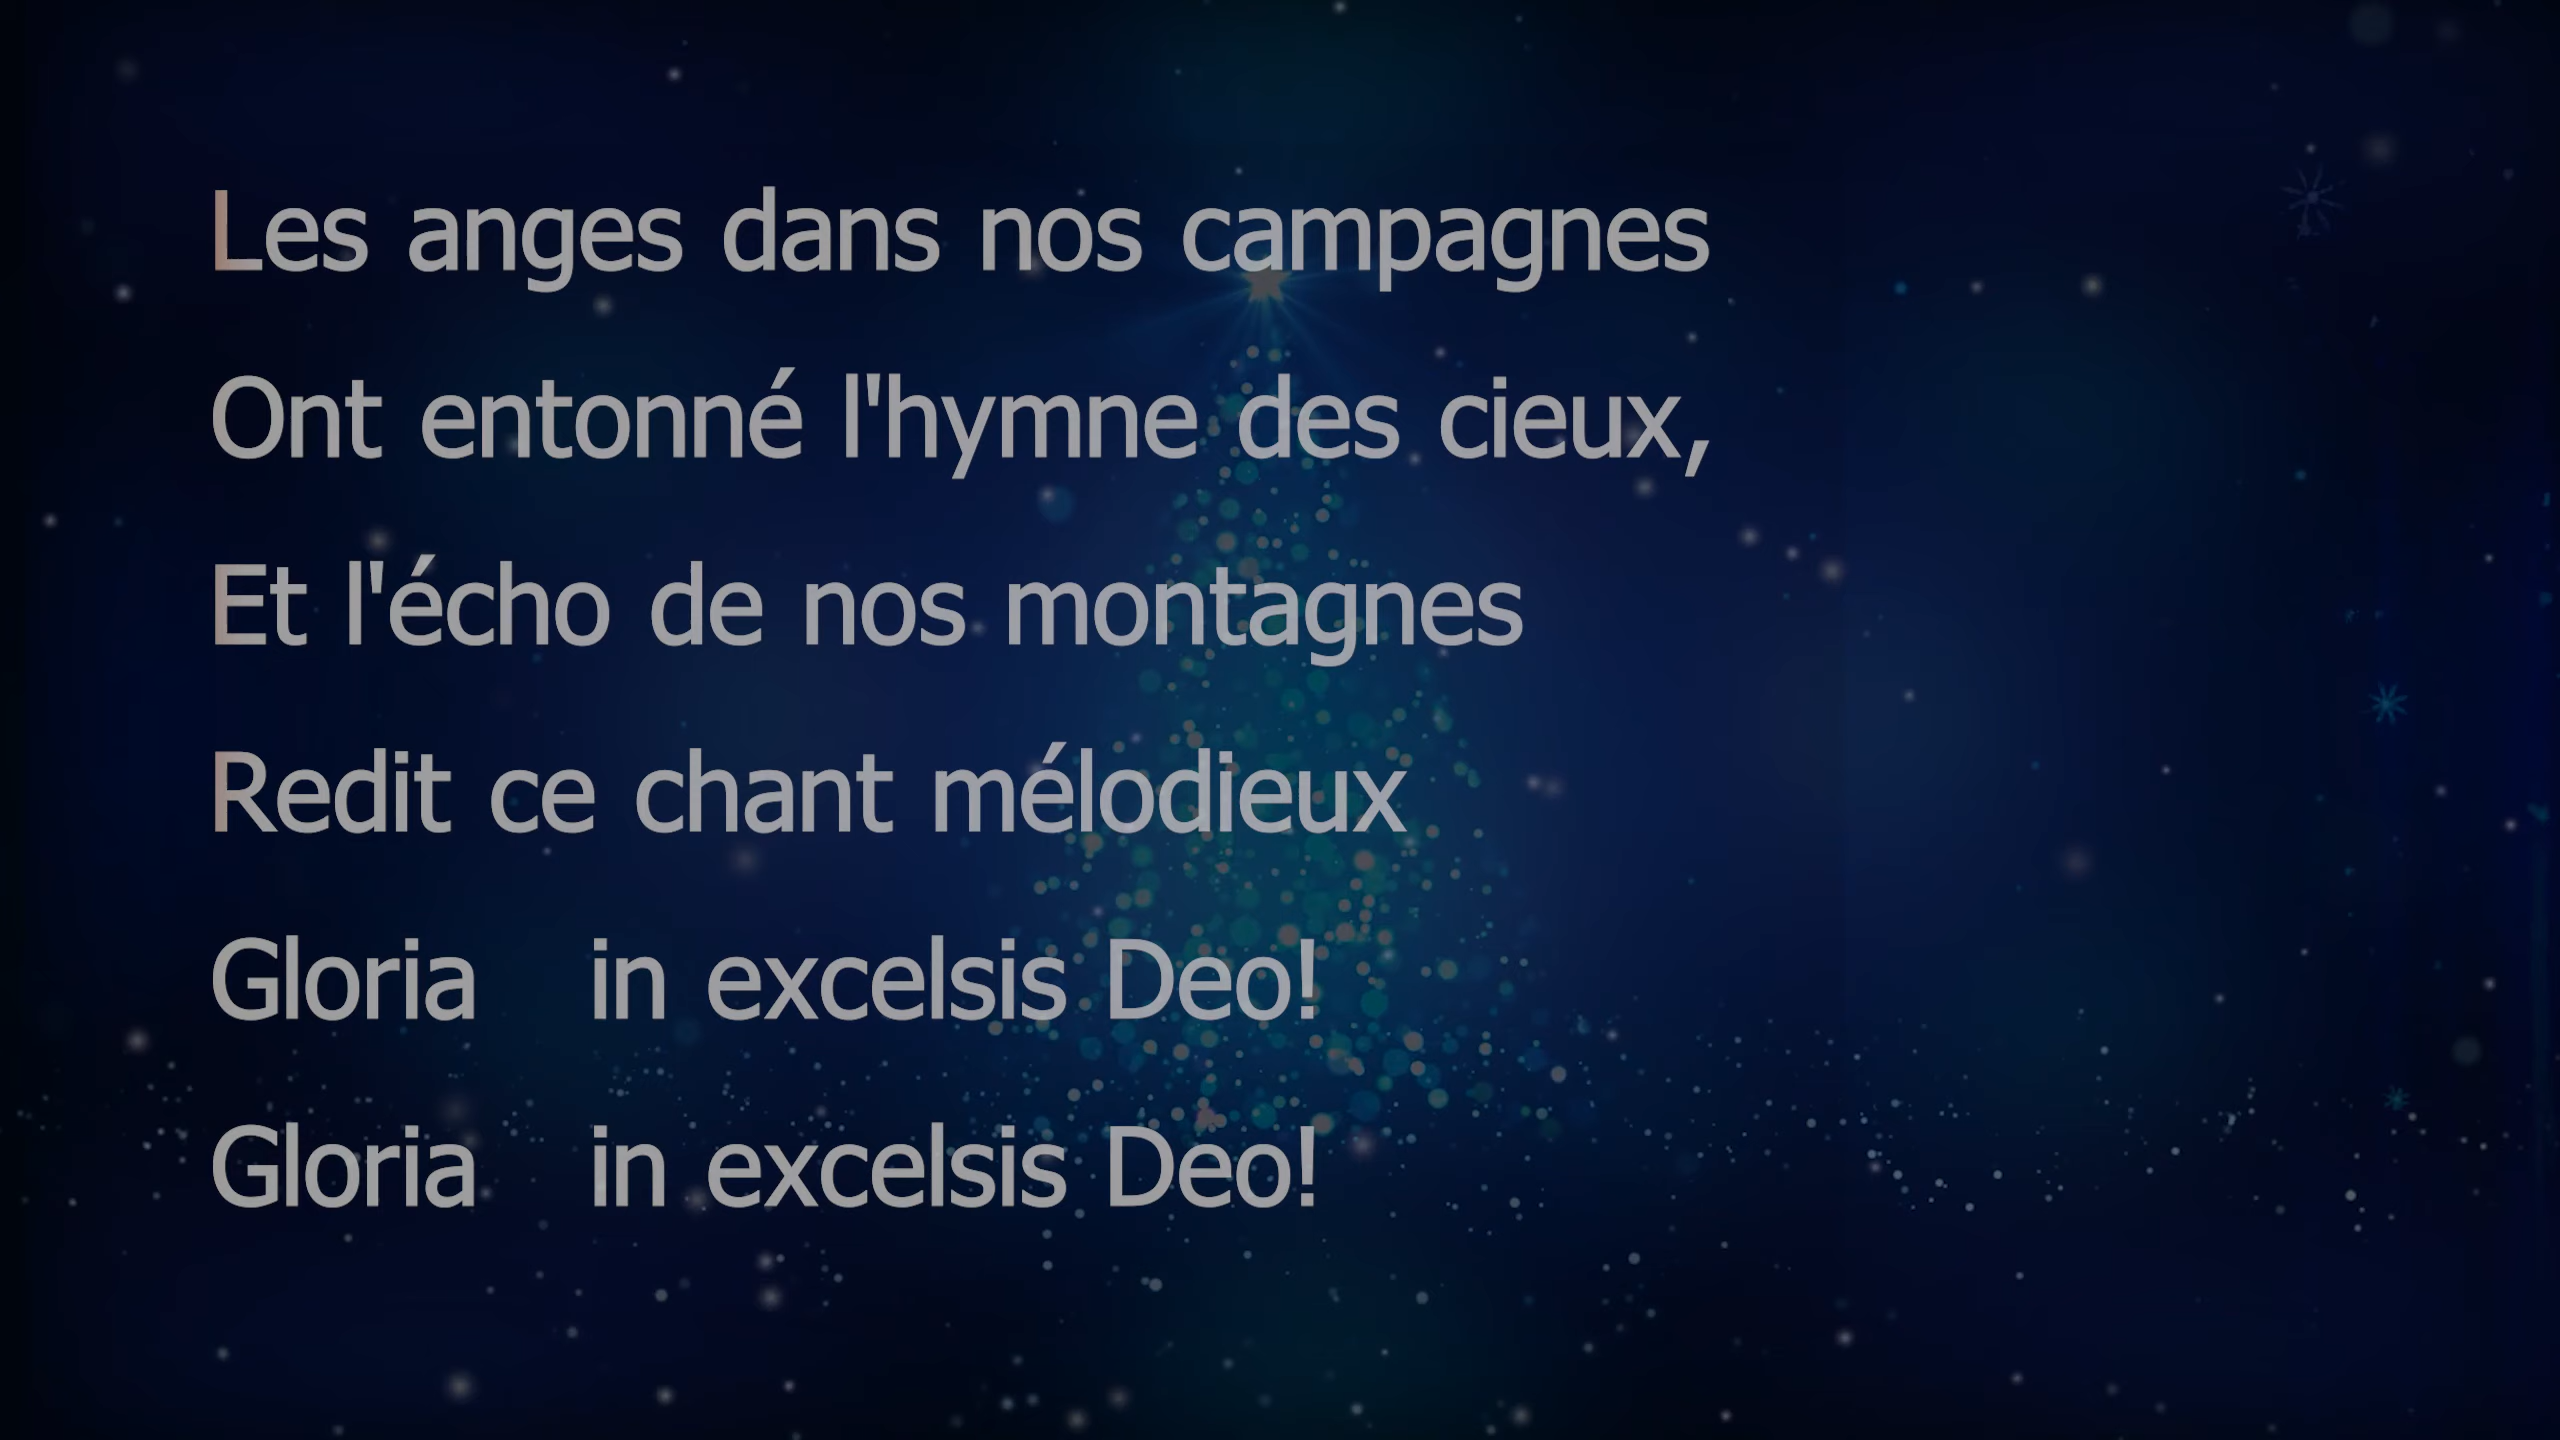 Les anges dans nos campagnes
Ont entonné l'hymne des cieux,
Et l'écho de nos montagnes
Redit ce chant mélodieux
Gloria   in excelsis Deo!
Gloria   in excelsis Deo!